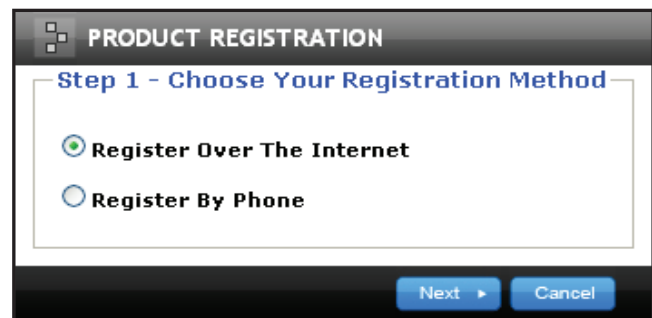 PRODUCT REGISTRATION
Step 1 - Choose Your Registration Method
Register Over The Internet
Register By Phone
Next
Cancel